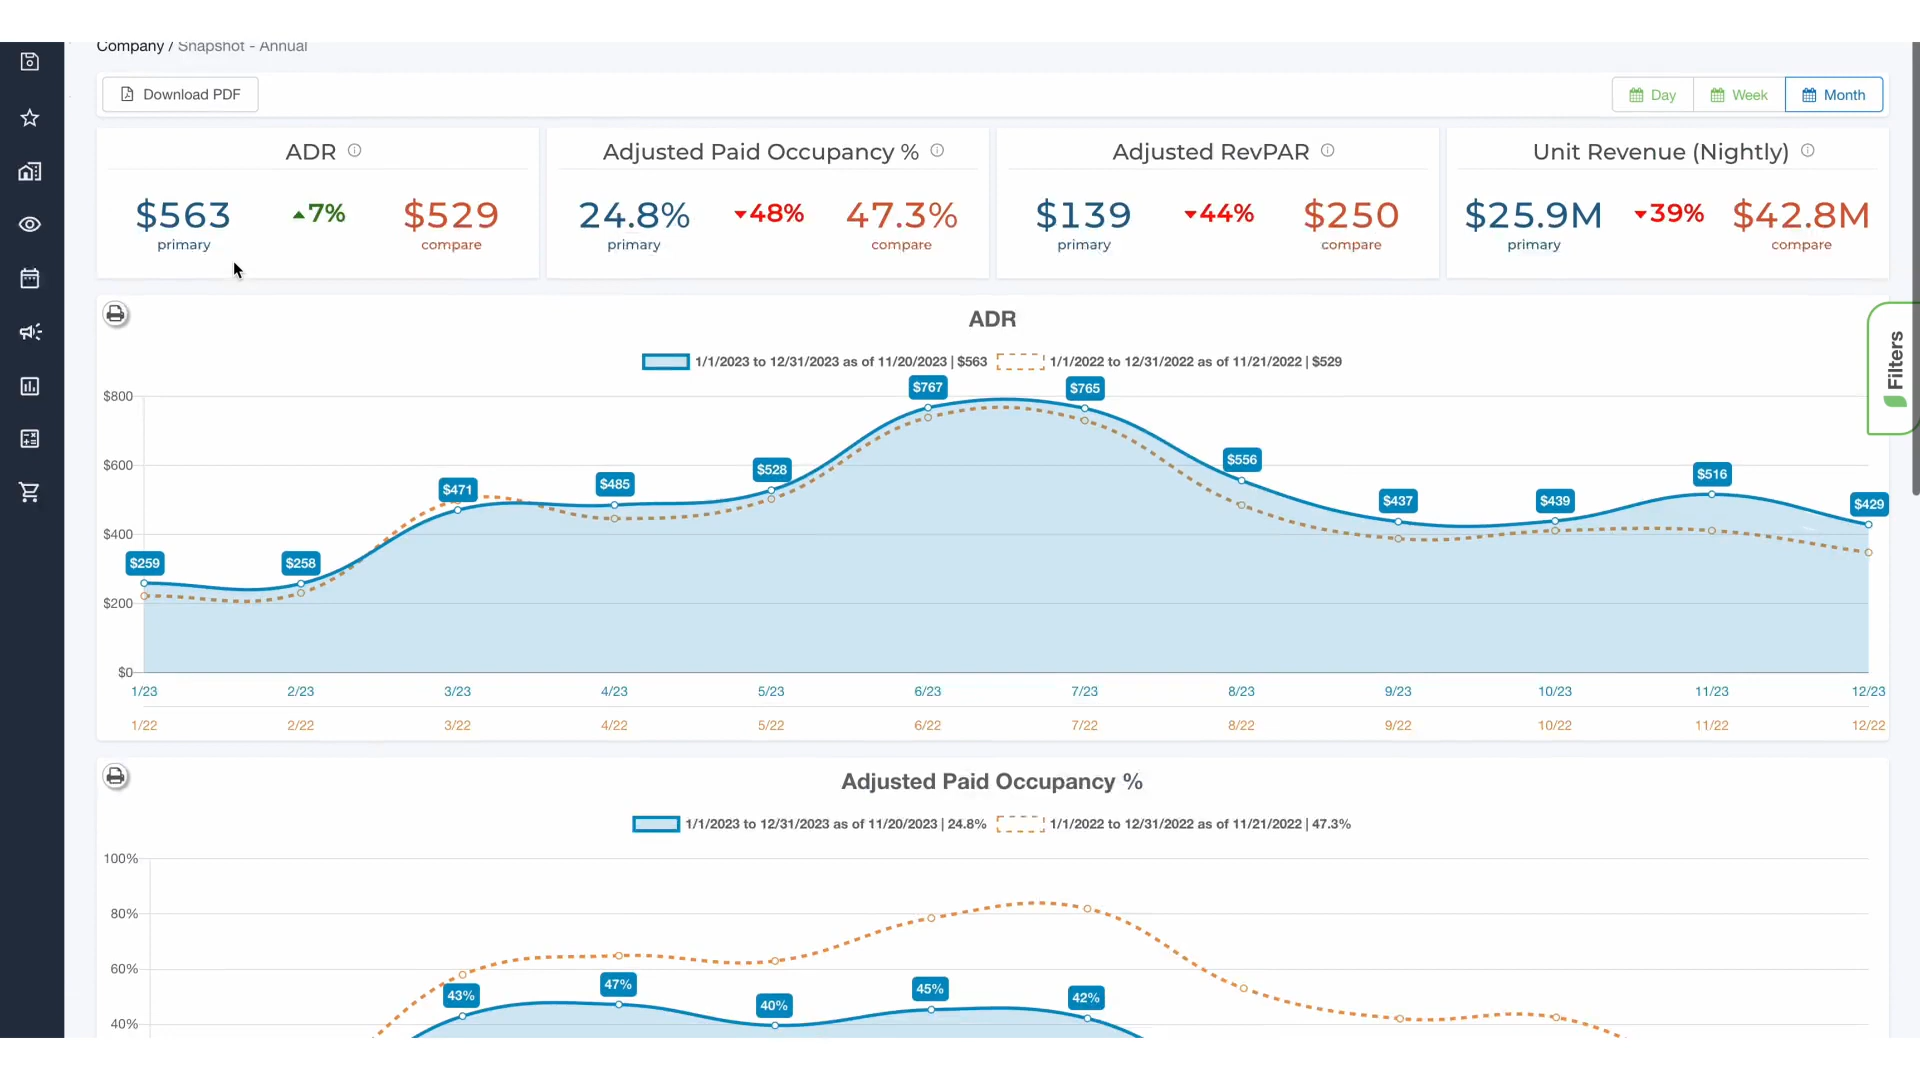 Company / Snapshot - Annual
Download PDF
Day Week Month
ADR
$563 7% $529
primary compare
Adjusted Paid Occupancy %
24.8% 48% 47.3%
primary compare
Adjusted RevPAR
$139 44% $250
primary compare
Unit Revenue (Nightly)
$25.9M 39% $42.8M
primary compare
Filters
ADR
1/1/2023 to 12/31/2023 as of 11/20/2023 | $563 1/1/2022 to 12/31/2022 as of 11/21/2022 | $529
$800
$600
$400
$200
$0
$259 $258 $471 $485 $528 $767 $765 $556 $437 $439 $516 $429
1/23 2/23 3/23 4/23 5/23 6/23 7/23 8/23 9/23 10/23 11/23 12/23
1/22 2/22 3/22 4/22 5/22 6/22 7/22 8/22 9/22 10/22 11/22 12/22
Adjusted Paid Occupancy %
1/1/2023 to 12/31/2023 as of 11/20/2023 | 24.8% 1/1/2022 to 12/31/2022 as of 11/21/2022 | 47.3%
100%
80%
60%
40%
43% 47% 40% 45% 42%